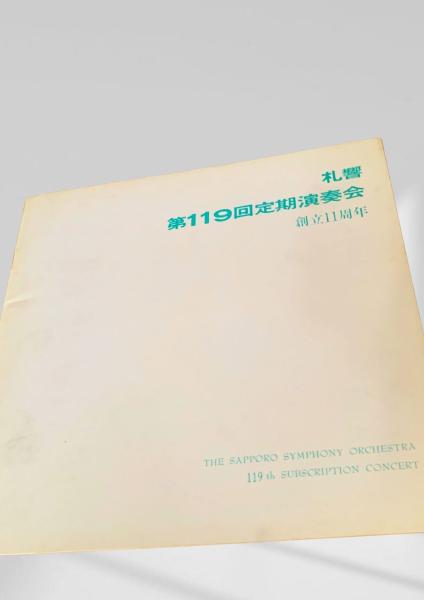 札響
第119回定期演奏会
創立11周年
THE SAPPORO SYMPHONY ORCHESTRA
119 th SUBSCRIPTION CONCERT